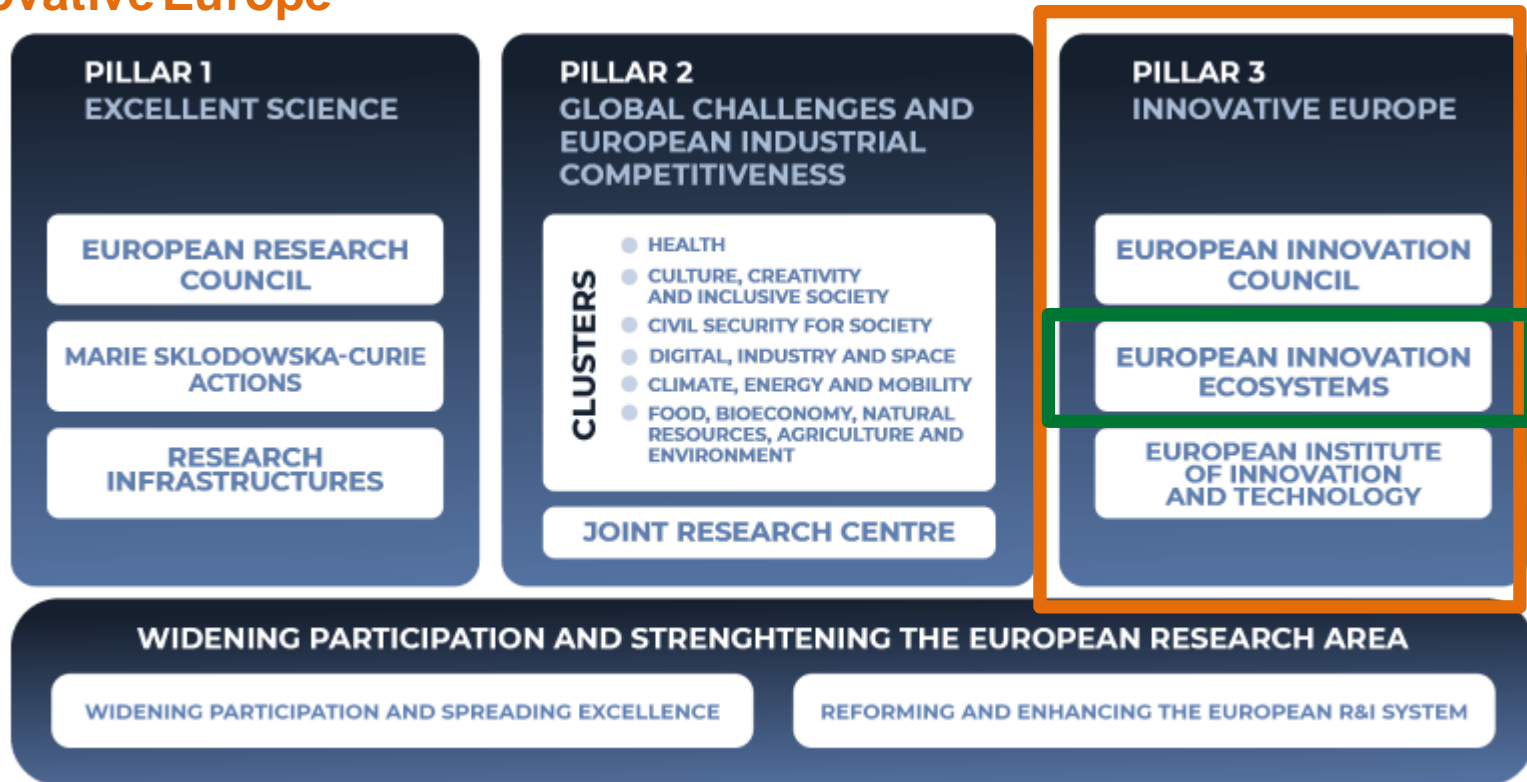 ovative Europe
PILLAR 1
EXCELLENT SCIENCE
EUROPEAN RESEARCH
COUNCIL
MARIE SKLODOWSKA-CURIE
ACTIONS
RESEARCH
INFRASTRUCTURES
PILLAR 2
GLOBAL CHALLENGES AND
EUROPEAN INDUSTRIAL
COMPETITIVENESS
CLUSTERS
HEALTH
CULTURE, CREATIVITY
AND INCLUSIVE SOCIETY
CIVIL SECURITY FOR SOCIETY
DIGITAL, INDUSTRY AND SPACE
CLIMATE, ENERGY AND MOBILITY
FOOD, BIOECONOMY, NATURAL
RESOURCES, AGRICULTURE AND
ENVIRONMENT
JOINT RESEARCH CENTRE
PILLAR 3
INNOVATIVE EUROPE
EUROPEAN INNOVATION
COUNCIL
EUROPEAN INNOVATION
ECOSYSTEMS
EUROPEAN INSTITUTE
OF INNOVATION
AND TECHNOLOGY
WIDENING PARTICIPATION AND STRENGHTENING THE EUROPEAN RESEARCH AREA
WIDENING PARTICIPATION AND SPREADING EXCELLENCE
REFORMING AND ENHANCING THE EUROPEAN R&I SYSTEM